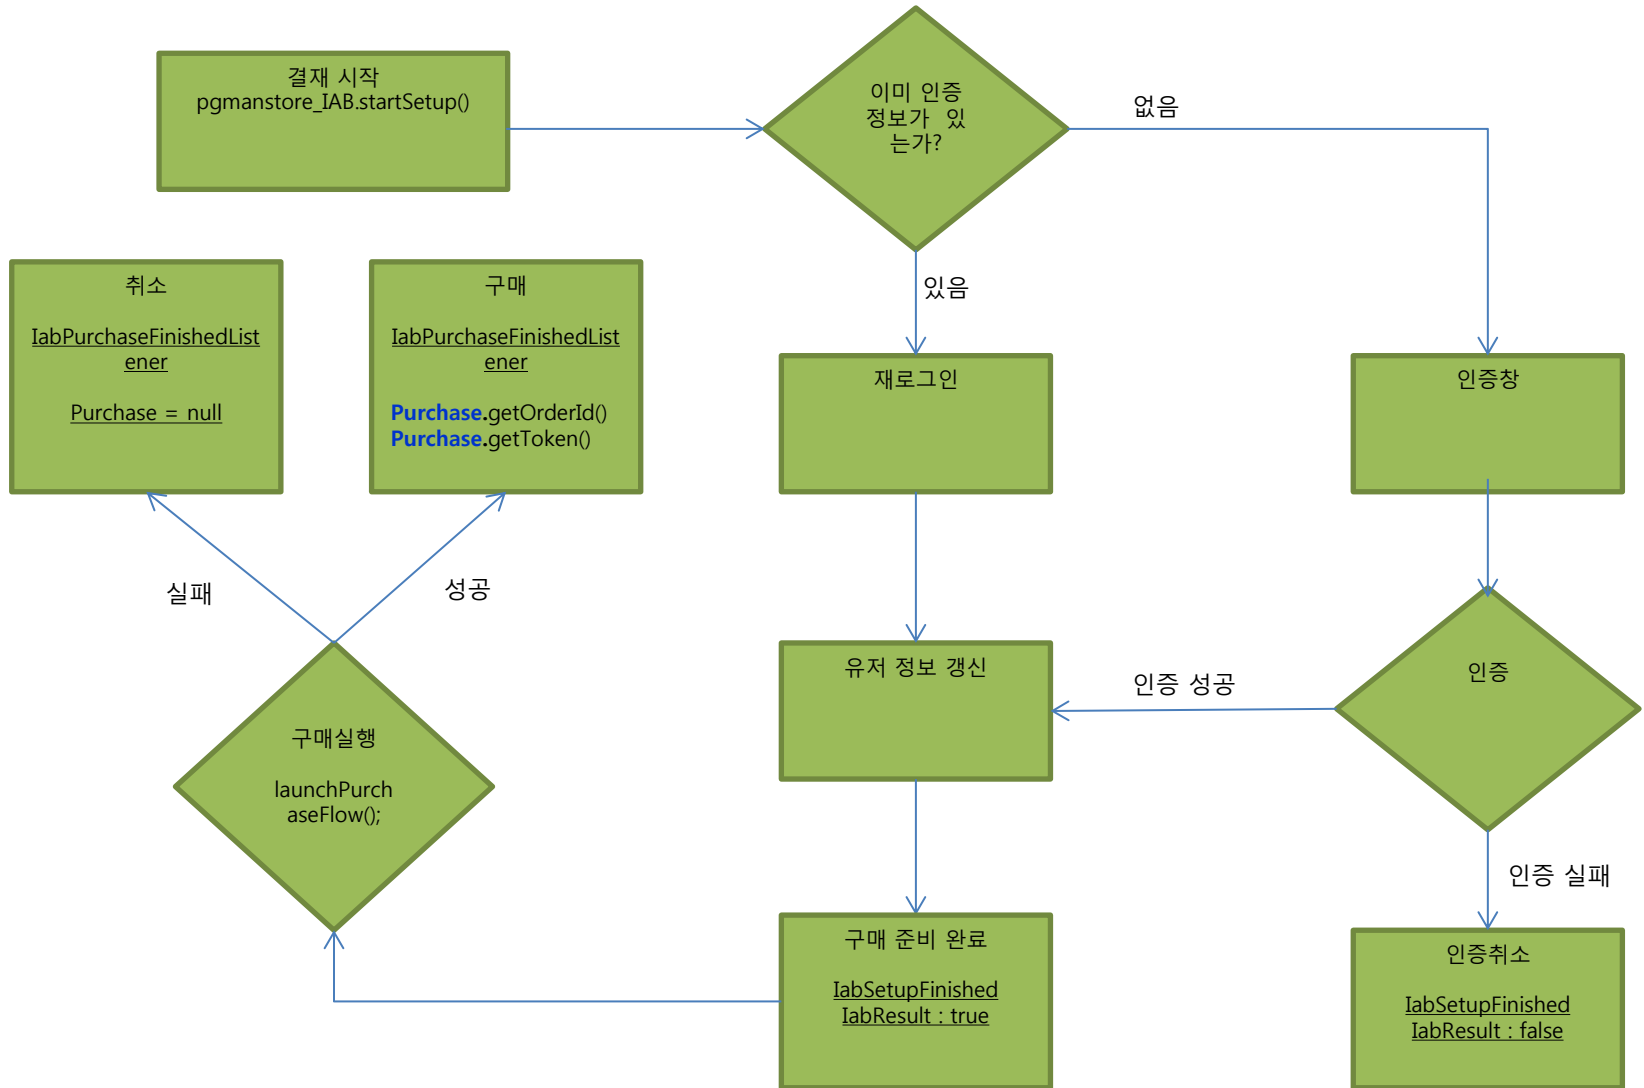 결재 시작
pgmanstore_IAB.startSetup()
이미 인증
정보가 있
는가?
없음
있음
취소
IabPurchaseFinishedList
ener
Purchase = null
구매
IabPurchaseFinishedList
ener
Purchase.getOrderId()
Purchase.getToken()
재로그인
인증창
실패
성공
유저 정보 갱신
인증 성공
인증
구매실행
launchPurch
aseFlow();
인증 실패
구매 준비 완료
IabSetupFinished
IabResult : true
인증취소
IabSetupFinished
IabResult : false